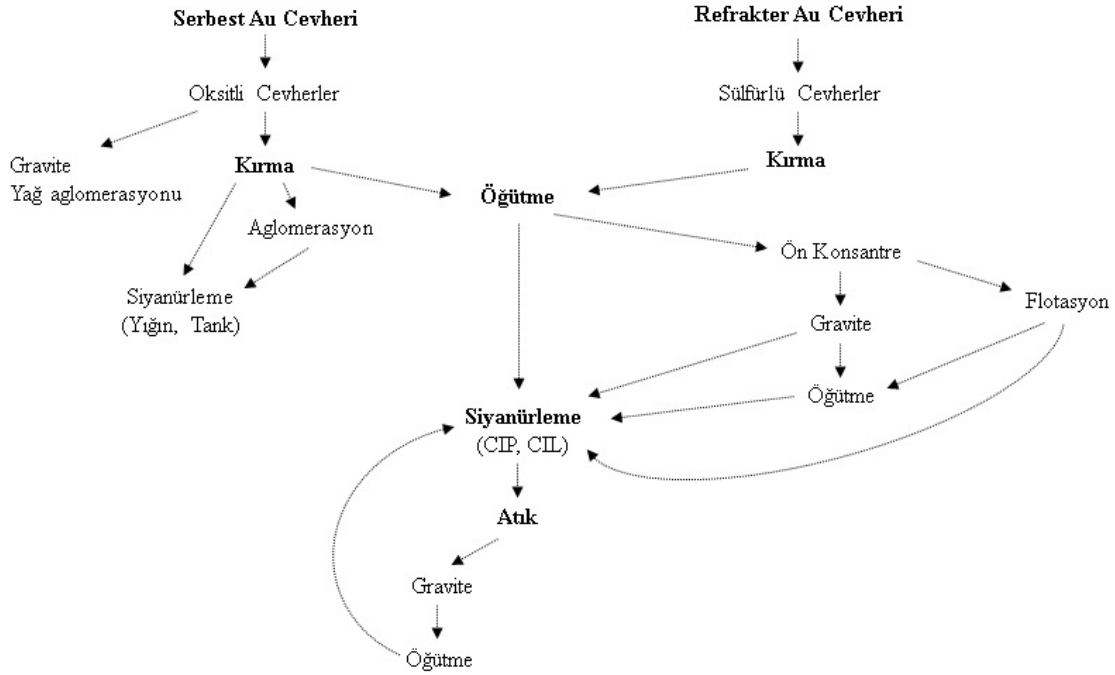 Serbest Au Cevheri
Refrakter Au Cevheri
Oksitli Cevherler
Sülfürlü Cevherler
Gravite
Yağ aglomerasyonu
Kırma
Kırma
Öğütme
Aglomerasyon
Ön Konsantre
Siyanürleme
(Yığın, Tank)
Flotasyon
Gravite
Öğütme
Siyanürleme
(CIP, CIL)
Atık
Gravite
Öğütme